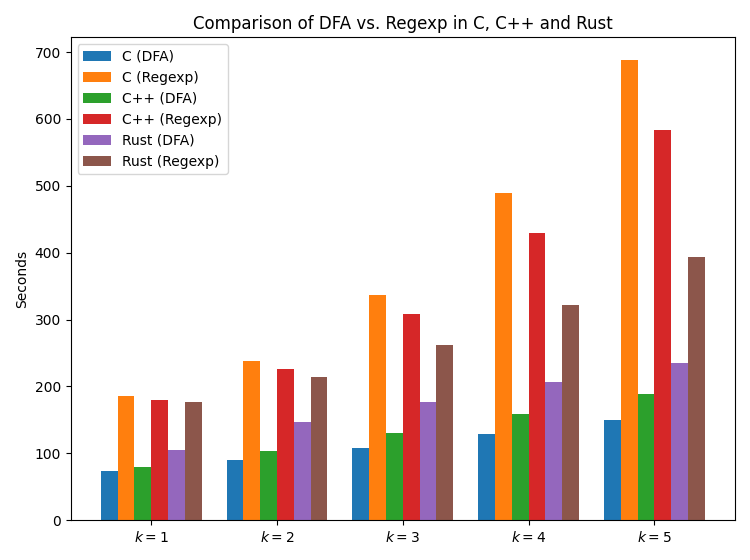 Comparison of DFA vs. Regexp in C, C++ and Rust
C (DFA)
C (Regexp)
C++ (DFA)
C++ (Regexp)
Rust (DFA)
Rust (Regexp)
Seconds
700
600
500
400
300
200
100
0
k = 1
k = 2
k = 3
k = 4
k = 5